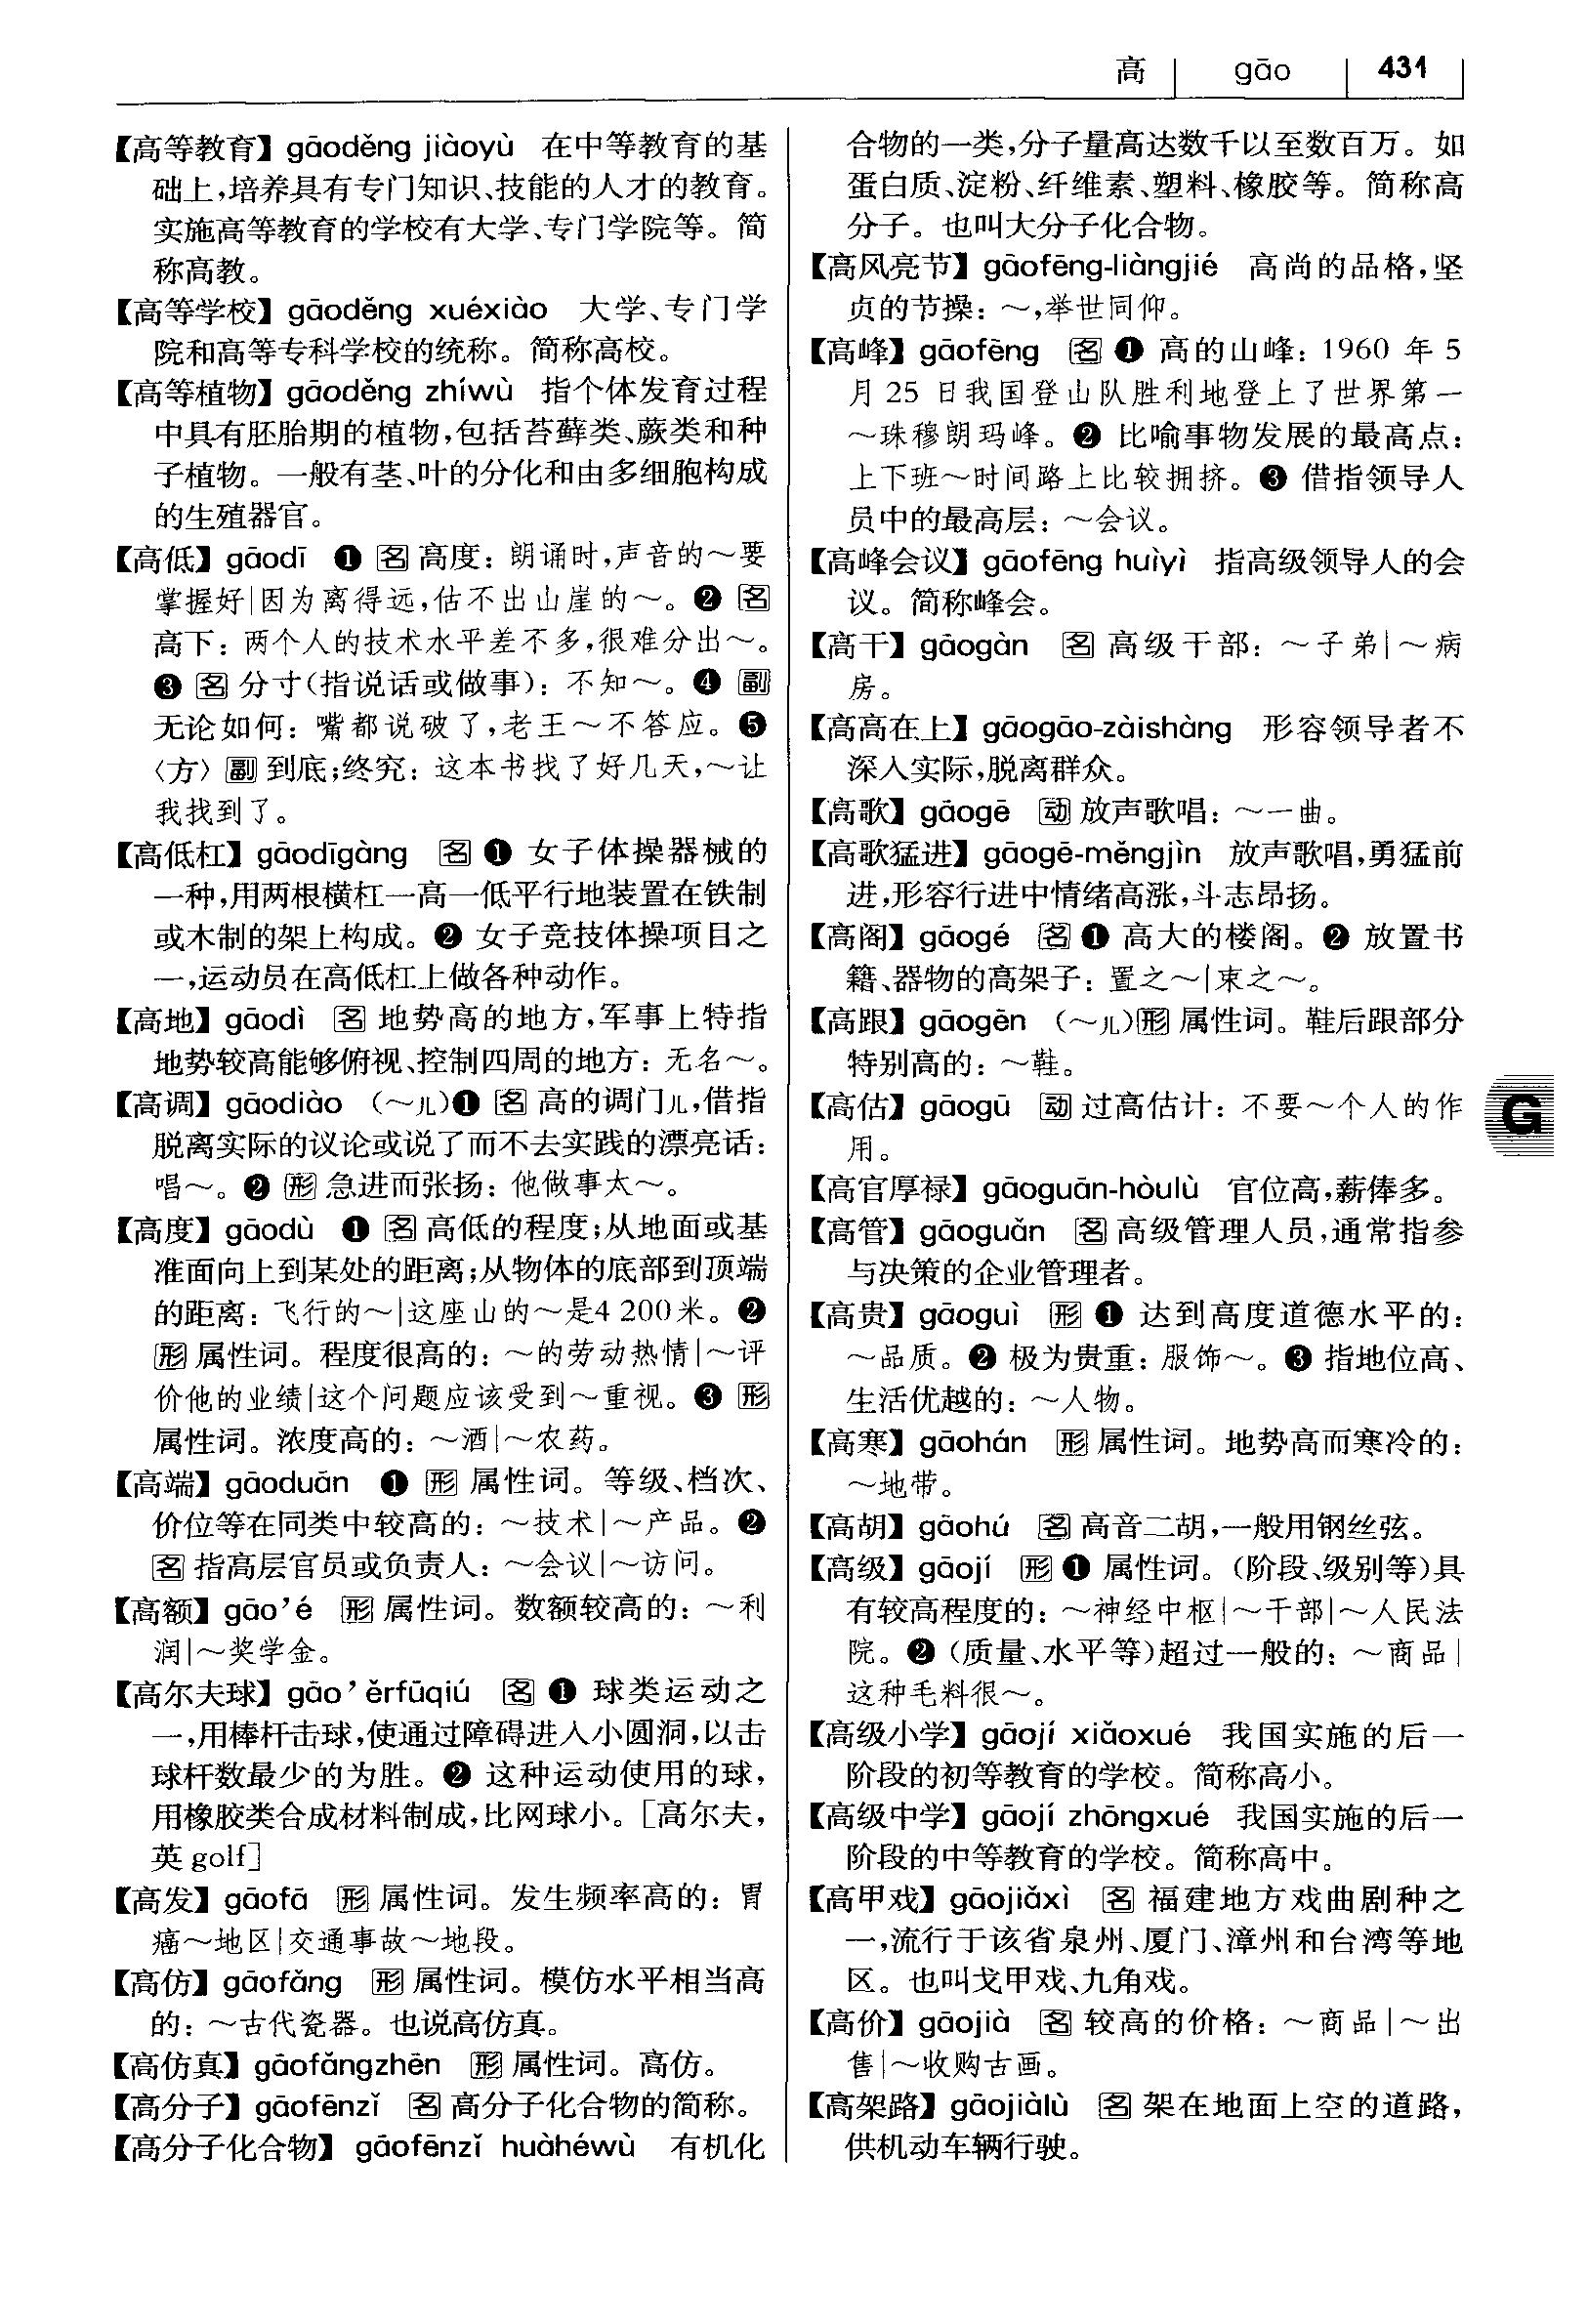 高 gāo 431
【高等教育】gāoděng jiàoyù 在中等教育的基
础上,培养具有专门知识、技能的人才的教育。
实施高等教育的学校有大学、专门学院等。简
称高教。
【高等学校】gāoděng xuéxiào 大学、专门学
院和高等专科学校的统称。简称高校。
【高等植物】gāoděng zhíwù 指个体发育过程
中具有胚胎期的植物,包括苔藓类、蕨类和种
子植物。一般有茎、叶的分化和由多细胞构成
的生殖器官。
【高低】gāodī ❶ 名 高度：朗诵时,声音的～要
掌握好|因为离得远,估不出山崖的～。❷ 名
高下：两个人的技术水平差不多,很难分出～。
❸ 名 分寸(指说话或做事)：不知～。❹ 副
无论如何：嘴都说破了,老王～不答应。❺
〈方〉副 到底;终究：这本书找了好几天,～让
我找到了。
【高低杠】gāodīgàng 名 ❶ 女子体操器械的
一种,用两根横杠一高一低平行地装置在铁制
或木制的架上构成。❷ 女子竞技体操项目之
一,运动员在高低杠上做各种动作。
【高地】gāodì 名 地势高的地方,军事上特指
地势较高能够俯视、控制四周的地方：无名～。
【高调】gāodiào (～儿)❶ 名 高的调门儿,借指
脱离实际的议论或说了而不去实践的漂亮话：
唱～。❷ 形 急进而张扬：他做事太～。
【高度】gāodù ❶ 名 高低的程度;从地面或基
准面向上到某处的距离;从物体的底部到顶端
的距离：飞行的～|这座山的～是4 200米。❷
形 属性词。程度很高的：～的劳动热情|～评
价他的业绩|这个问题应该受到～重视。❸ 形
属性词。浓度高的：～酒|～农药。
【高端】gāoduān ❶ 形 属性词。等级、档次、
价位等在同类中较高的：～技术|～产品。❷
名 指高层官员或负责人：～会议|～访问。
【高额】gāo’é 形 属性词。数额较高的：～利
润|～奖学金。
【高尔夫球】gāo’ěrfūqiú 名 ❶ 球类运动之
一,用棒杆击球,使通过障碍进入小圆洞,以击
球杆数最少的为胜。❷ 这种运动使用的球,
用橡胶类合成材料制成,比网球小。[高尔夫,
英 golf]
【高发】gāofā 形 属性词。发生频率高的：胃
癌～地区|交通事故～地段。
【高仿】gāofǎng 形 属性词。模仿水平相当高
的：～古代瓷器。也说高仿真。
【高仿真】gāofǎngzhēn 形 属性词。高仿。
【高分子】gāofēnzǐ 名 高分子化合物的简称。
【高分子化合物】gāofēnzǐ huàhéwù 有机化
合物的一类,分子量高达数千以至数百万。如
蛋白质、淀粉、纤维素、塑料、橡胶等。简称高
分子。也叫大分子化合物。
【高风亮节】gāofēng-liàngjié 高尚的品格,坚
贞的节操：～,举世同仰。
【高峰】gāofēng 名 ❶ 高的山峰：1960 年 5
月 25 日我国登山队胜利地登上了世界第一
～珠穆朗玛峰。❷ 比喻事物发展的最高点：
上下班～时间路上比较拥挤。❸ 借指领导人
员中的最高层：～会议。
【高峰会议】gāofēng huìyì 指高级领导人的会
议。简称峰会。
【高干】gāogàn 名 高级干部：～子弟|～病
房。
【高高在上】gāogāo-zàishàng 形容领导者不
深入实际,脱离群众。
【高歌】gāogē 动 放声歌唱：～一曲。
【高歌猛进】gāogē-měngjìn 放声歌唱,勇猛前
进,形容行进中情绪高涨,斗志昂扬。
【高阁】gāogé 名 ❶ 高大的楼阁。❷ 放置书
籍、器物的高架子：置之～|束之～。
【高跟】gāogēn (～儿)形 属性词。鞋后跟部分
特别高的：～鞋。
【高估】gāogū 动 过高估计：不要～个人的作
用。
【高官厚禄】gāoguān-hòulù 官位高,薪俸多。
【高管】gāoguǎn 名 高级管理人员,通常指参
与决策的企业管理者。
【高贵】gāoguì 形 ❶ 达到高度道德水平的：
～品质。❷ 极为贵重：服饰～。❸ 指地位高、
生活优越的：～人物。
【高寒】gāohán 形 属性词。地势高而寒冷的：
～地带。
【高胡】gāohú 名 高音二胡,一般用钢丝弦。
【高级】gāojí 形 ❶ 属性词。(阶段、级别等)具
有较高程度的：～神经中枢|～干部|～人民法
院。❷ (质量、水平等)超过一般的：～商品|
这种毛料很～。
【高级小学】gāojí xiǎoxué 我国实施的后一
阶段的初等教育的学校。简称高小。
【高级中学】gāojí zhōngxué 我国实施的后一
阶段的中等教育的学校。简称高中。
【高甲戏】gāojiǎxì 名 福建地方戏曲剧种之
一,流行于该省泉州、厦门、漳州和台湾等地
区。也叫戈甲戏、九角戏。
【高价】gāojià 名 较高的价格：～商品|～出
售|～收购古画。
【高架路】gāojiàlù 名 架在地面上空的道路,
供机动车辆行驶。
G